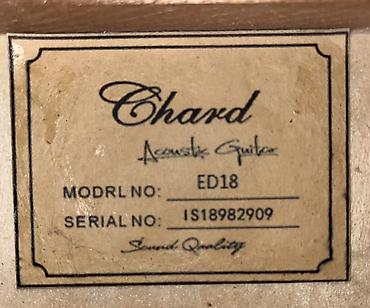 Chard
Acoustic Guitar
MODRL NO: ED18
SERIAL NO: IS18982909
Sound Quality